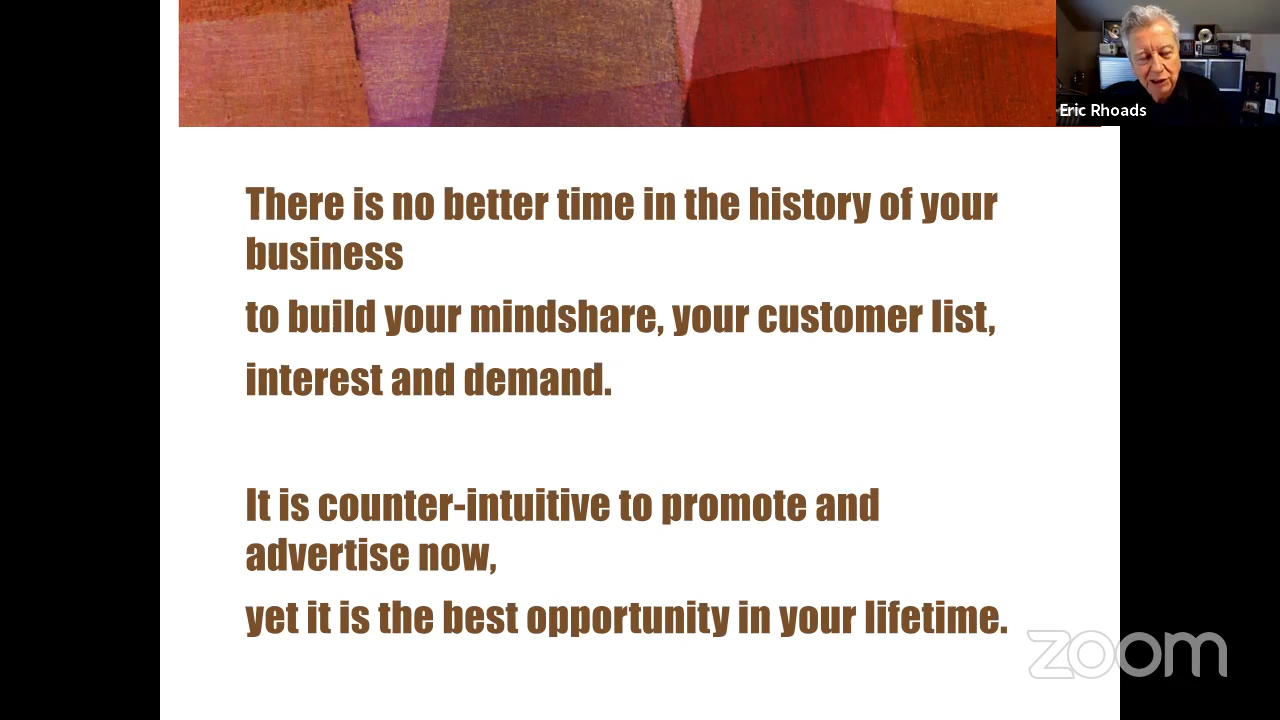 Eric Rhoads
There is no better time in the history of your
business
to build your mindshare, your customer list,
interest and demand.
It is counter-intuitive to promote and
advertise now,
yet it is the best opportunity in your lifetime.
zoom